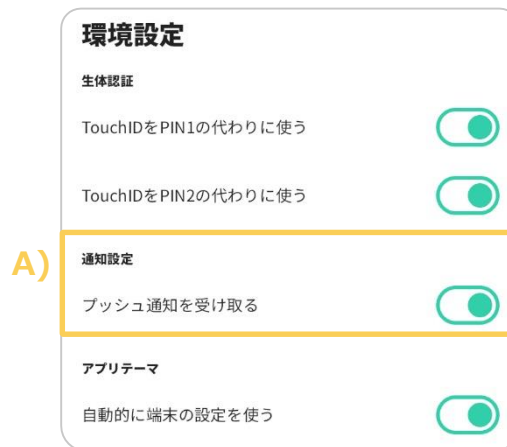 環境設定
生体認証
TouchIDをPIN1の代わりに使う
TouchIDをPIN2の代わりに使う
A)
通知設定
プッシュ通知を受け取る
アプリテーマ
自動的に端末の設定を使う